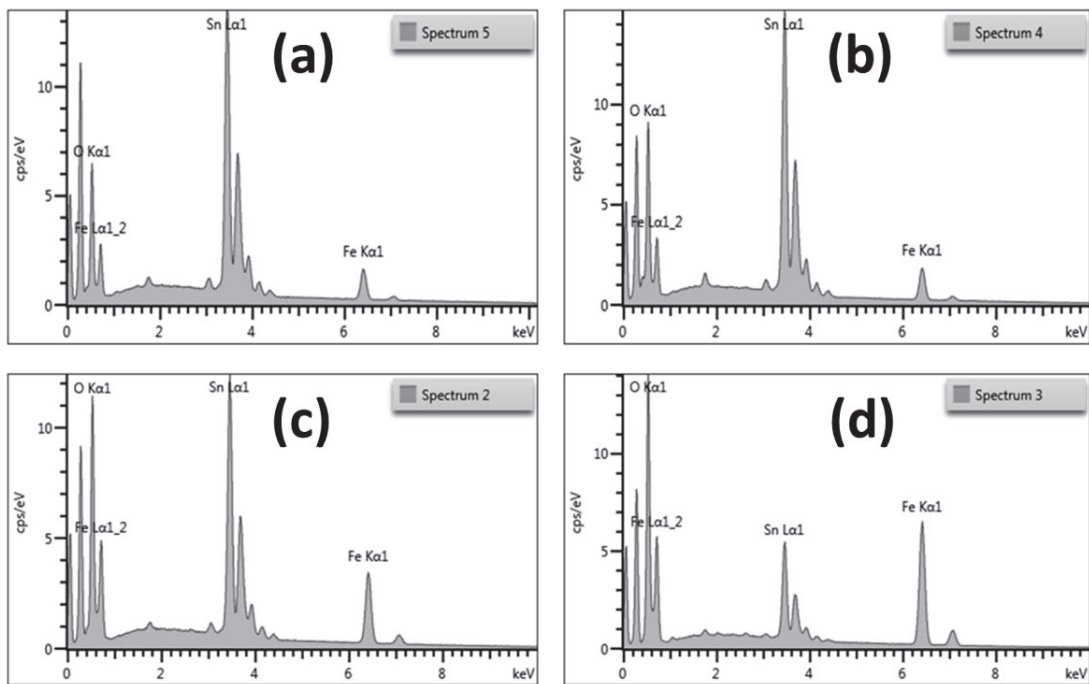 Sn Lα1
(a)
Spectrum 5
10
O Kα1
cps/eV
5
Fe Lα1_2
Fe Kα1
0
0 2 4 6 8 keV
Sn Lα1
(b)
Spectrum 4
10
O Kα1
cps/eV
5
Fe Lα1_2
Fe Kα1
0
0 2 4 6 8 keV
O Kα1
Sn Lα1
(c)
Spectrum 2
10
cps/eV
5
Fe Lα1_2
Fe Kα1
0
0 2 4 6 8 keV
O Kα1
(d)
Spectrum 3
10
cps/eV
5
Fe Lα1_2
Sn Lα1
Fe Kα1
0
0 2 4 6 8 keV